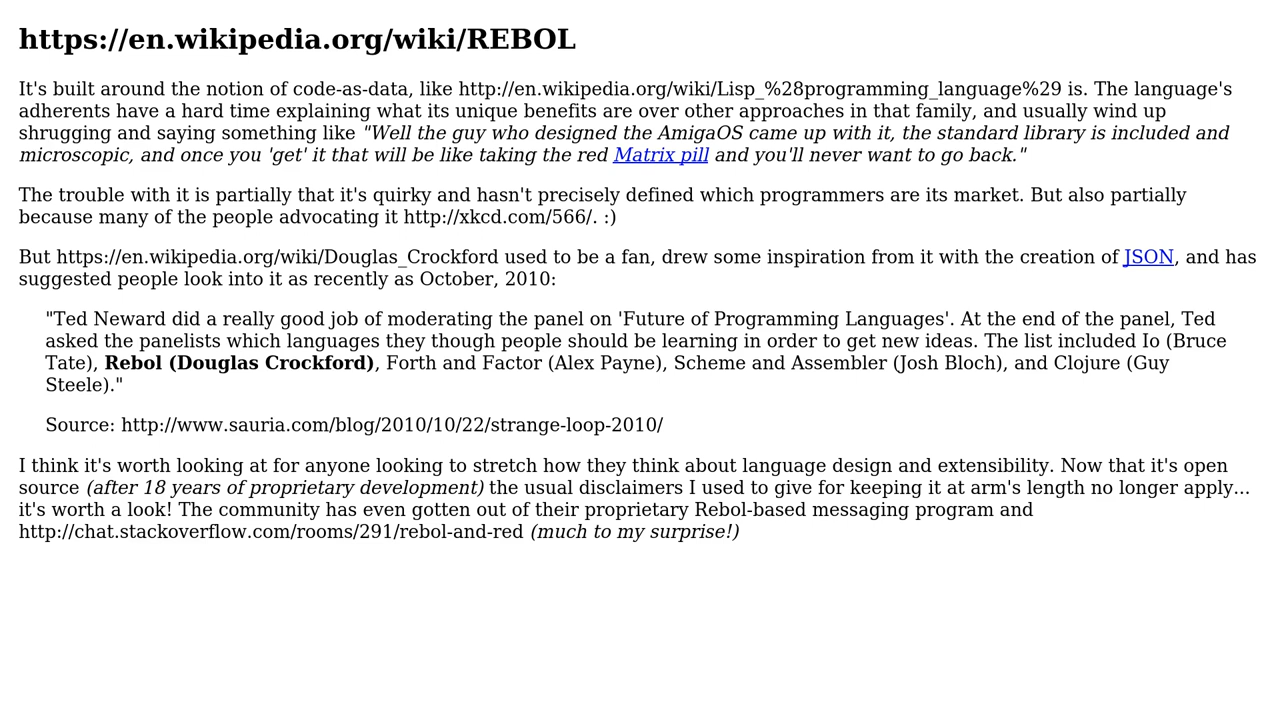 https://en.wikipedia.org/wiki/REBOL
It's built around the notion of code-as-data, like http://en.wikipedia.org/wiki/Lisp_%28programming_language%29 is. The language's
adherents have a hard time explaining what its unique benefits are over other approaches in that family, and usually wind up
shrugging and saying something like "Well the guy who designed the AmigaOS came up with it, the standard library is included and
microscopic, and once you 'get' it that will be like taking the red Matrix pill and you'll never want to go back."
The trouble with it is partially that it's quirky and hasn't precisely defined which programmers are its market. But also partially
because many of the people advocating it http://xkcd.com/566/. :)
But https://en.wikipedia.org/wiki/Douglas_Crockford used to be a fan, drew some inspiration from it with the creation of JSON, and has
suggested people look into it as recently as October, 2010:
"Ted Neward did a really good job of moderating the panel on 'Future of Programming Languages'. At the end of the panel, Ted
asked the panelists which languages they though people should be learning in order to get new ideas. The list included Io (Bruce
Tate), Rebol (Douglas Crockford), Forth and Factor (Alex Payne), Scheme and Assembler (Josh Bloch), and Clojure (Guy
Steele)."
Source: http://www.sauria.com/blog/2010/10/22/strange-loop-2010/
I think it's worth looking at for anyone looking to stretch how they think about language design and extensibility. Now that it's open
source (after 18 years of proprietary development) the usual disclaimers I used to give for keeping it at arm's length no longer apply...
it's worth a look! The community has even gotten out of their proprietary Rebol-based messaging program and
http://chat.stackoverflow.com/rooms/291/rebol-and-red (much to my surprise!)